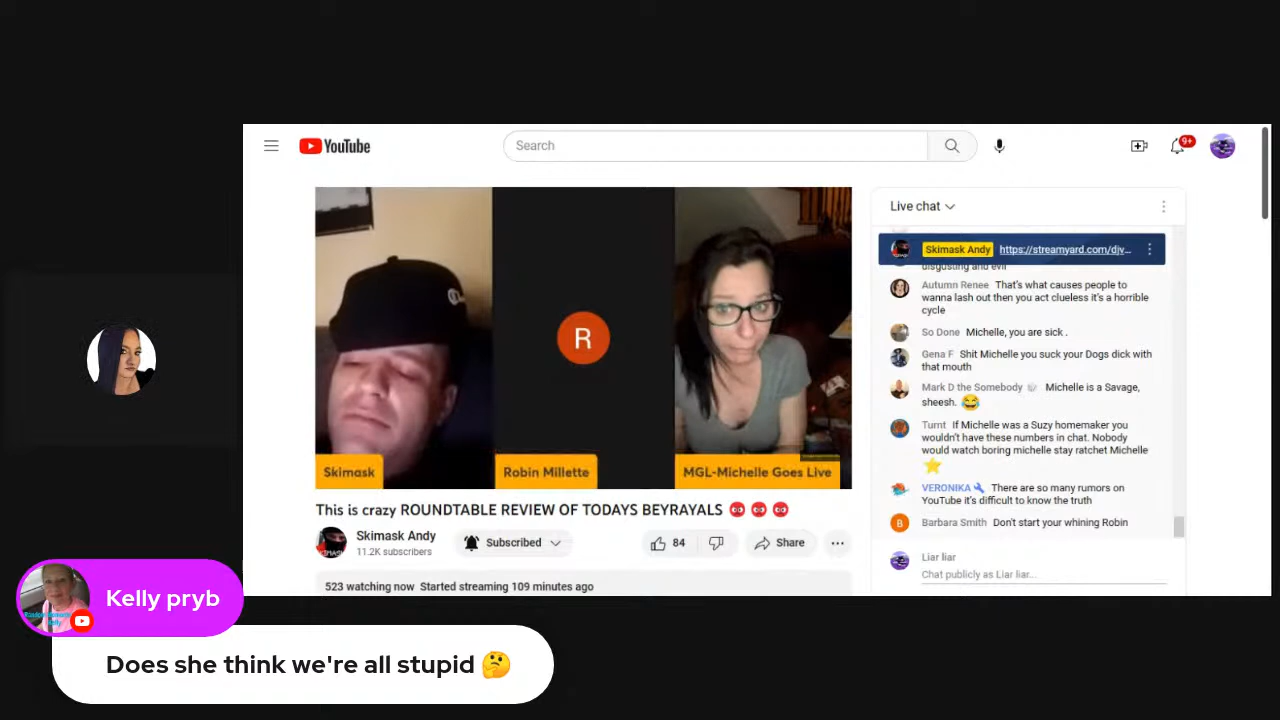 YouTube
Search
9+
Live chat
Skimask Andy https://streamyard.com/djv...
disgusting and evil
Autumn Renee That's what causes people to
wanna lash out then you act clueless it's a horrible
cycle
So Done Michelle, you are sick .
Gena F Shit Michelle you suck your Dogs dick with
that mouth
Mark D the Somebody Michelle is a Savage,
sheesh. 😂
Turnt If Michelle was a Suzy homemaker you
wouldn't have these numbers in chat. Nobody
would watch boring michelle stay ratchet Michelle
⭐
VERONIKA There are so many rumors on
YouTube it's difficult to know the truth
B Barbara Smith Don't start your whining Robin
Liar liar
Chat publicly as Liar liar...
R
Skimask
Robin Millette
MGL-Michelle Goes Live
This is crazy ROUNDTABLE REVIEW OF TODAYS BEYRAYALS
Skimask Andy
11.2K subscribers
Subscribed
84
Share
523 watching now Started streaming 109 minutes ago
Kelly pryb
Does she think we're all stupid 🤔